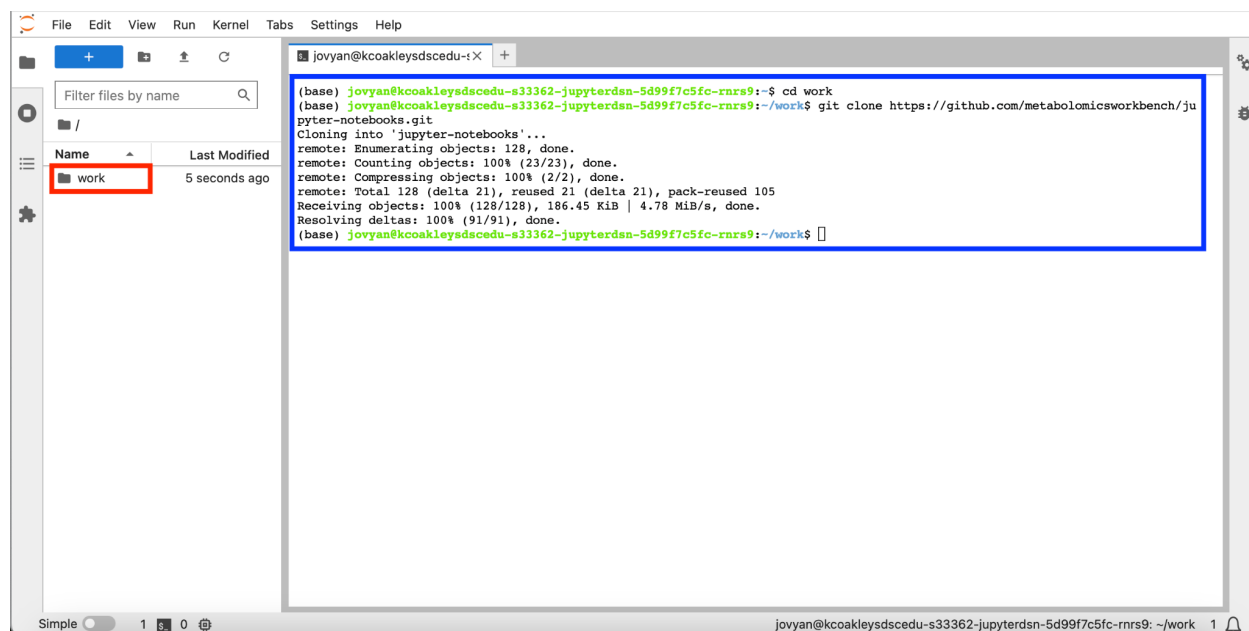 File Edit View Run Kernel Tabs Settings Help
Filter files by name
/
Name Last Modified
work 5 seconds ago
jovyan@kcoakleysdscedu-s
(base) jovyan@kcoakleysdscedu-s33362-jupyterdsn-5d99f7c5fc-rnrs9:~$ cd work
(base) jovyan@kcoakleysdscedu-s33362-jupyterdsn-5d99f7c5fc-rnrs9:~/work$ git clone https://github.com/metabolomicsworkbench/ju
pyter-notebooks.git
Cloning into 'jupyter-notebooks'...
remote: Enumerating objects: 128, done.
remote: Counting objects: 100% (23/23), done.
remote: Compressing objects: 100% (2/2), done.
remote: Total 128 (delta 21), reused 21 (delta 21), pack-reused 105
Receiving objects: 100% (128/128), 186.45 KiB | 4.78 MiB/s, done.
Resolving deltas: 100% (91/91), done.
(base) jovyan@kcoakleysdscedu-s33362-jupyterdsn-5d99f7c5fc-rnrs9:~/work$
Simple 1 0 jovyan@kcoakleysdscedu-s33362-jupyterdsn-5d99f7c5fc-rnrs9: ~/work 1